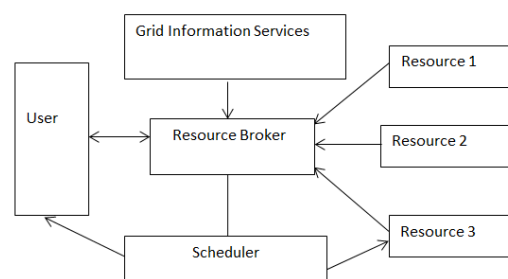 Grid Information Services
Resource 1
User
Resource Broker
Resource 2
Resource 3
Scheduler